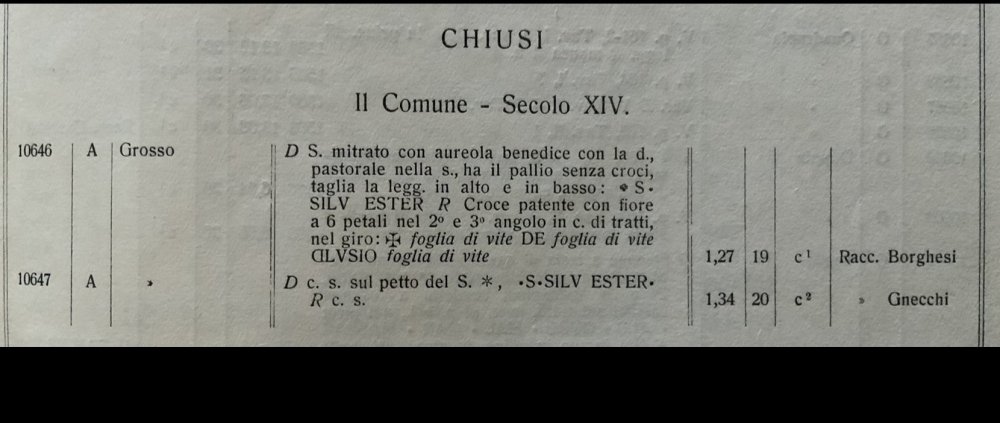 CHIUSI
Il Comune - Secolo XIV.
10646 A Grosso D S. mitrato con aureola benedice con la d.,
pastorale nella s., ha il pallio senza croci,
taglia la legg. in alto e in basso: • S•
SILV ESTER R Croce patente con fiore
a 6 petali nel 2º e 3º angolo in c. di tratti,
nel giro: ✠ foglia di vite DE foglia di vite
CLVSIO foglia di vite 1,27 19 c¹ Racc. Borghesi
10647 A » D c. s. sul petto del S. *, •S•SILV ESTER•
R c. s. 1,34 20 c² » Gnecchi